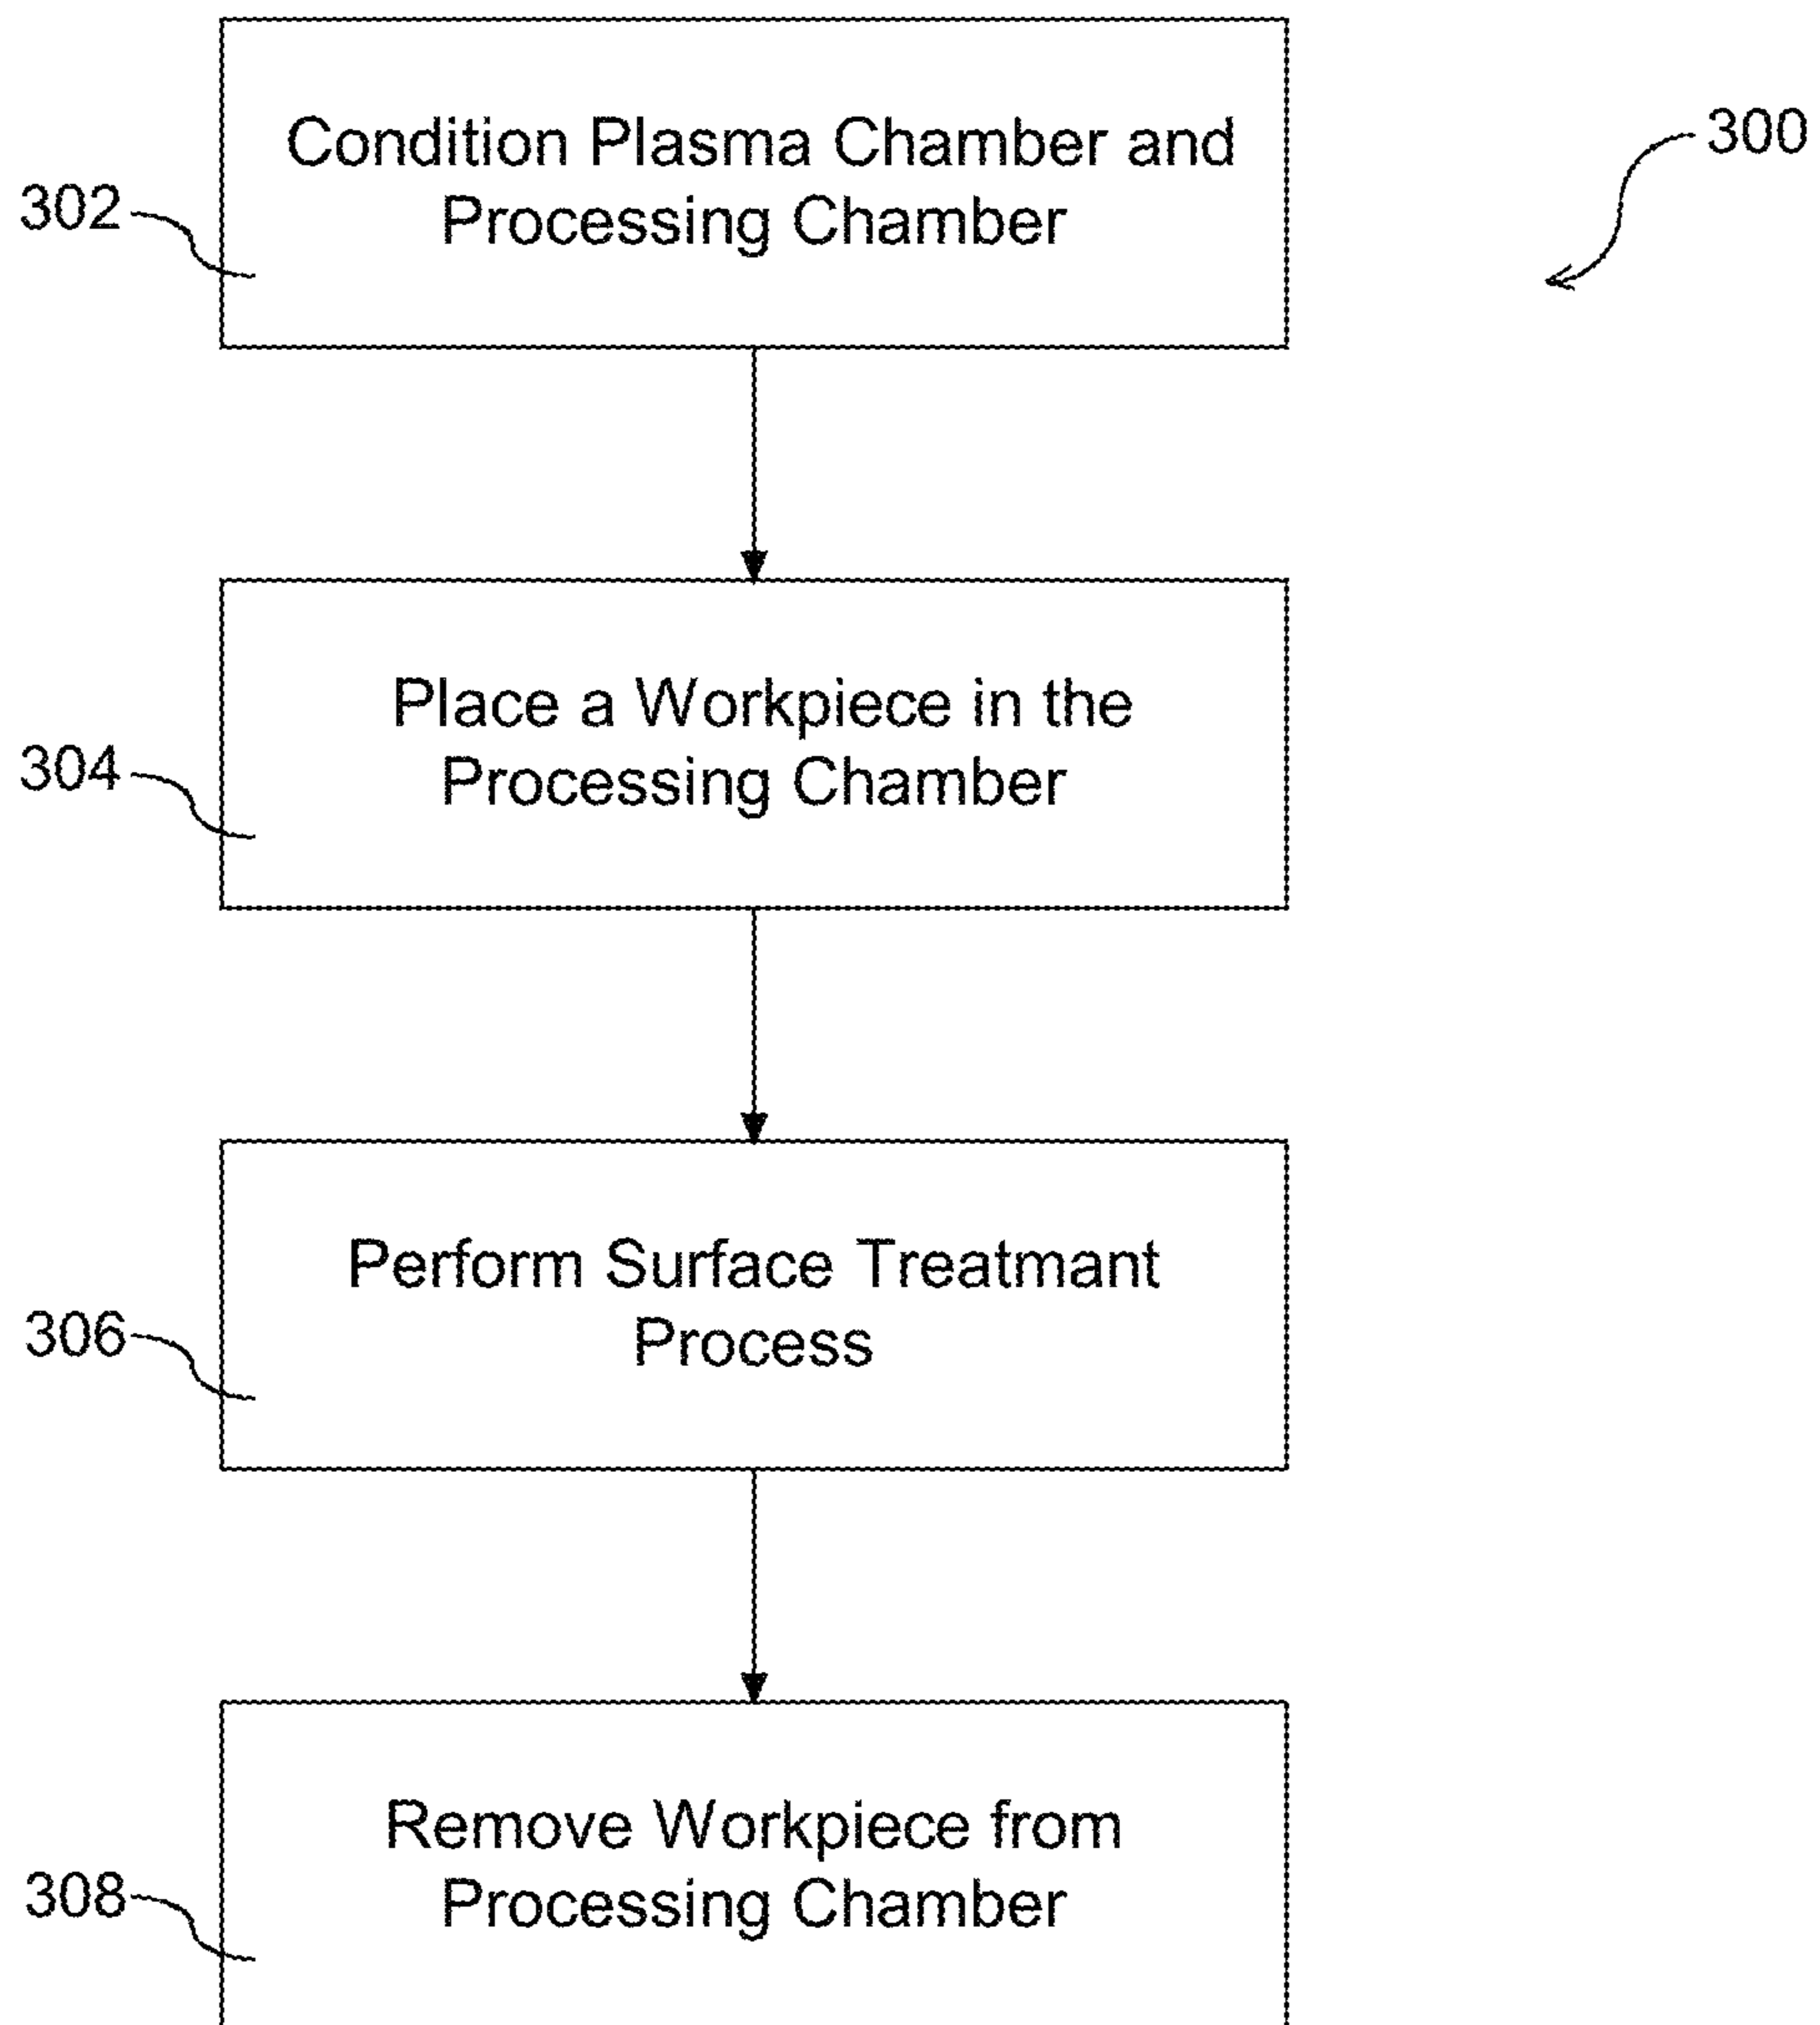 Condition Plasma Chamber and
Processing Chamber
302
300
Place a Workpiece in the
Processing Chamber
304
Perform Surface Treatmant
Process
306
Remove Workpiece from
Processing Chamber
308